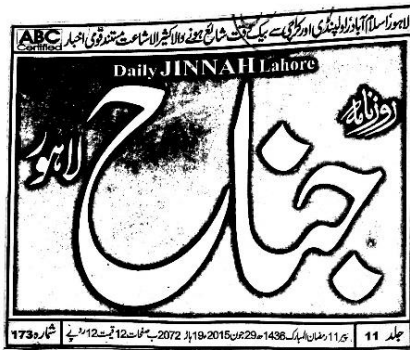 لاہور، اسلام آباد، راولپنڈی اور کراچی سے بیک وقت شائع ہونے والا کثیر الاشاعت مستند قومی اخبار
ABC Certified
Daily JINNAH Lahore
روزنامہ
جناح
لاہور
جلد 11 پیر 11 رمضان المبارک 1436ھ 29 جون 2015ء 19 ہاڑ 2072 ب صفحات 12 قیمت 12 روپے شمارہ 173